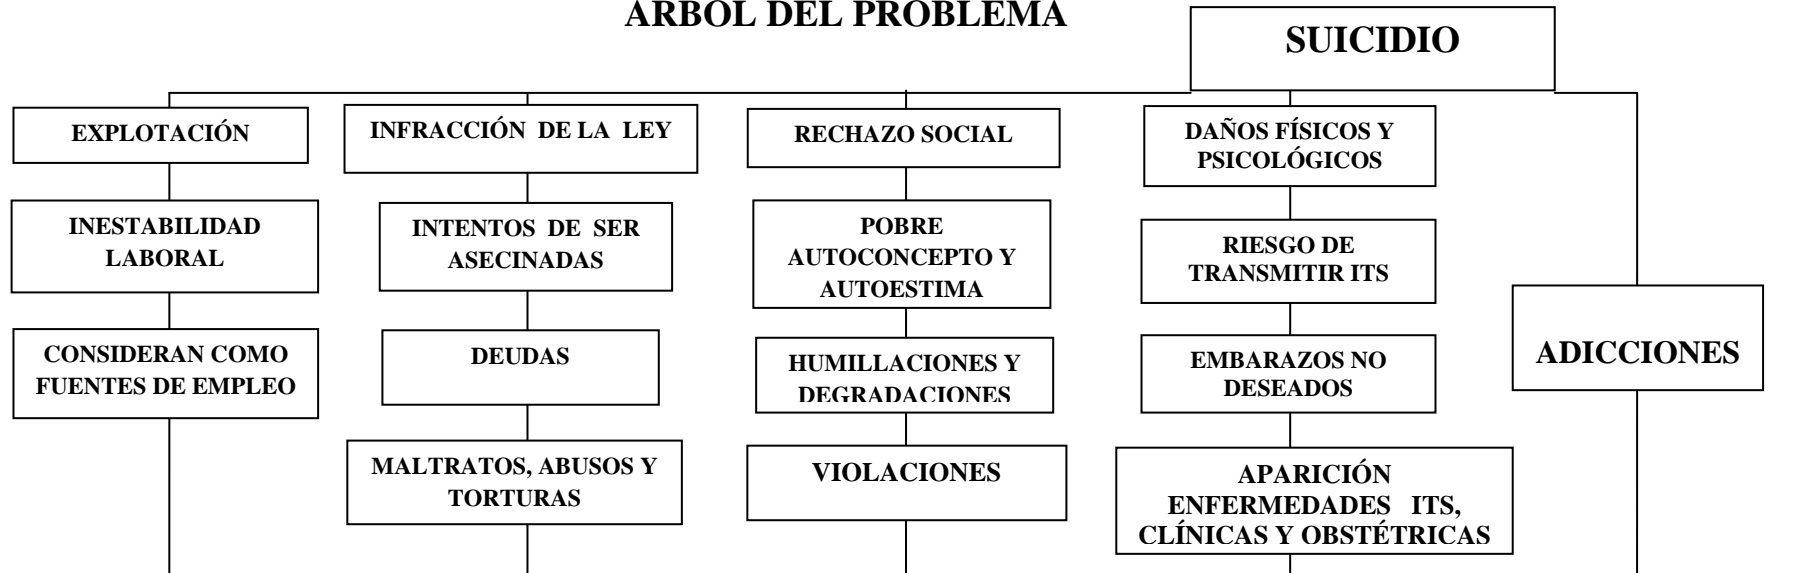 ARBOL DEL PROBLEMA
SUICIDIO
EXPLOTACIÓN
INFRACCIÓN DE LA LEY
RECHAZO SOCIAL
DAÑOS FÍSICOS Y
PSICOLÓGICOS
INESTABILIDAD
LABORAL
INTENTOS DE SER
ASECINADAS
POBRE
AUTOCONCEPTO Y
AUTOESTIMA
RIESGO DE
TRANSMITIR ITS
ADICCIONES
CONSIDERAN COMO
FUENTES DE EMPLEO
DEUDAS
HUMILLACIONES Y
DEGRADACIONES
EMBARAZOS NO
DESEADOS
MALTRATOS, ABUSOS Y
TORTURAS
VIOLACIONES
APARICIÓN
ENFERMEDADES ITS,
CLÍNICAS Y OBSTÉTRICAS